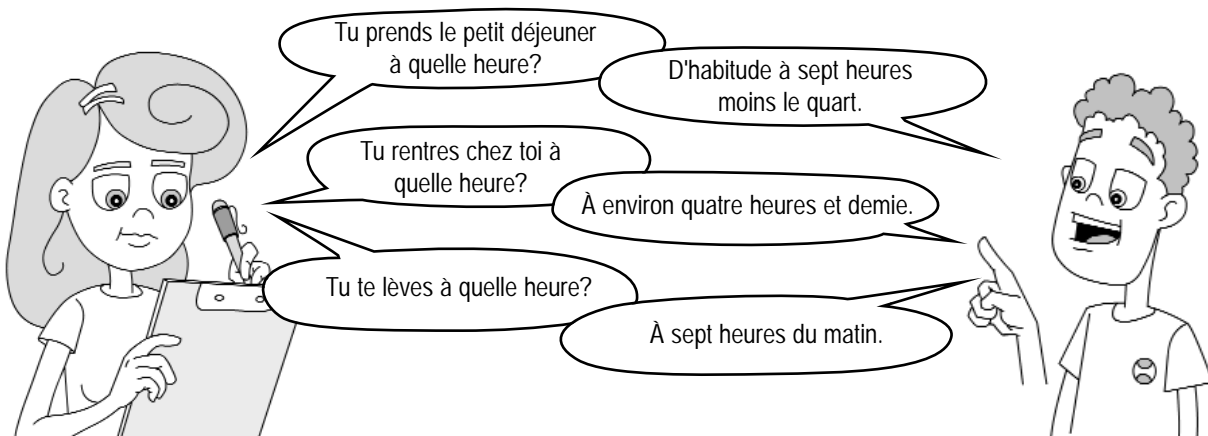 Tu prends le petit déjeuner
à quelle heure?
D'habitude à sept heures
moins le quart.
Tu rentres chez toi à
quelle heure?
À environ quatre heures et demie.
Tu te lèves à quelle heure?
À sept heures du matin.